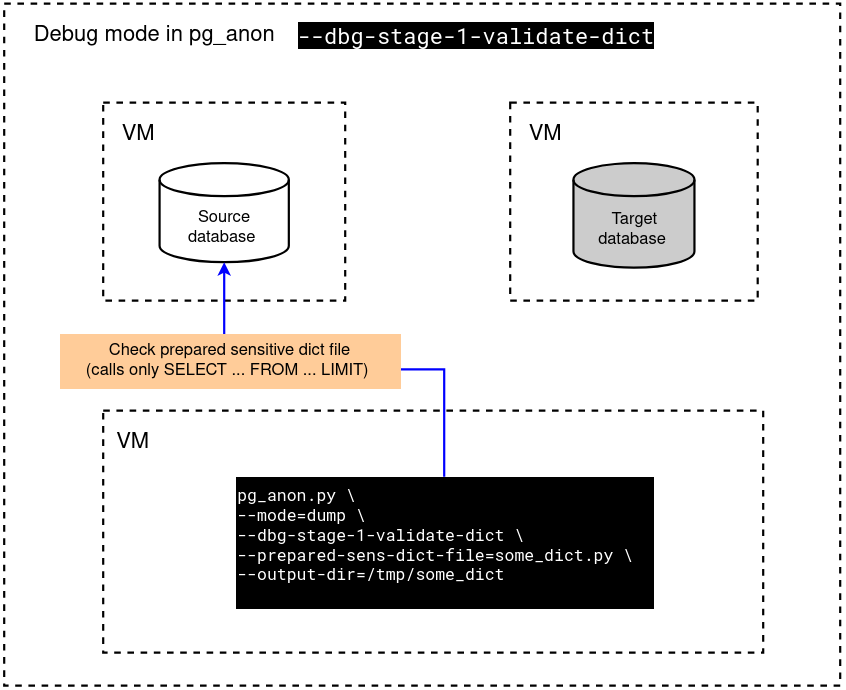 Debug mode in pg_anon --dbg-stage-1-validate-dict
VM
Source
database
VM
Target
database
Check prepared sensitive dict file
(calls only SELECT ... FROM ... LIMIT)
VM
pg_anon.py \
--mode=dump \
--dbg-stage-1-validate-dict \
--prepared-sens-dict-file=some_dict.py \
--output-dir=/tmp/some_dict